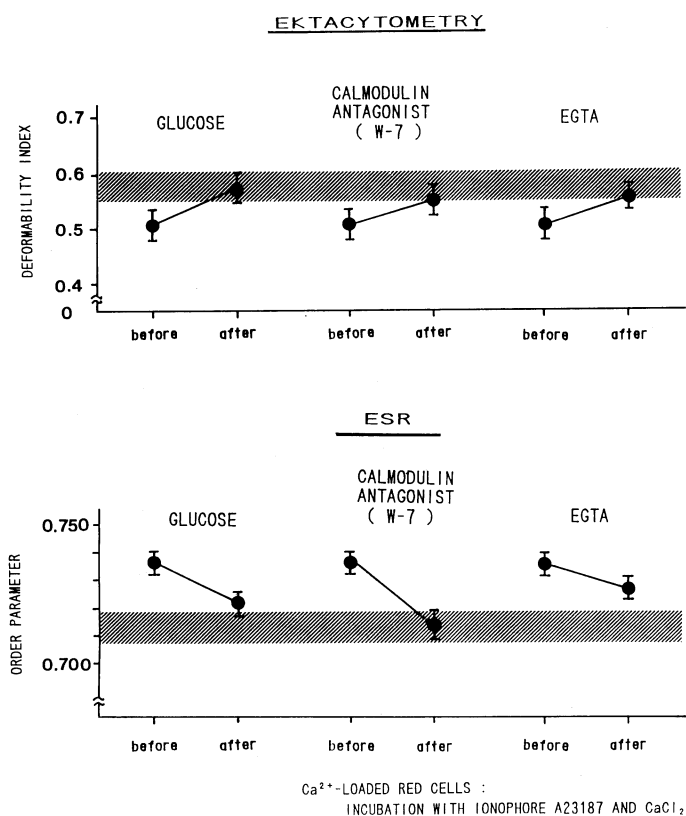 EKTACYTOMETRY
CALMODULIN
ANTAGONIST
( W-7 )
GLUCOSE
EGTA
DEFORMABILITY INDEX
0.7
0.6
0.5
0.4
0
before after before after before after
ESR
CALMODULIN
ANTAGONIST
( W-7 )
GLUCOSE
EGTA
ORDER PARAMETER
0.750
0.700
before after before after before after
Ca²⁺-LOADED RED CELLS :
INCUBATION WITH IONOPHORE A23187 AND CaCl₂